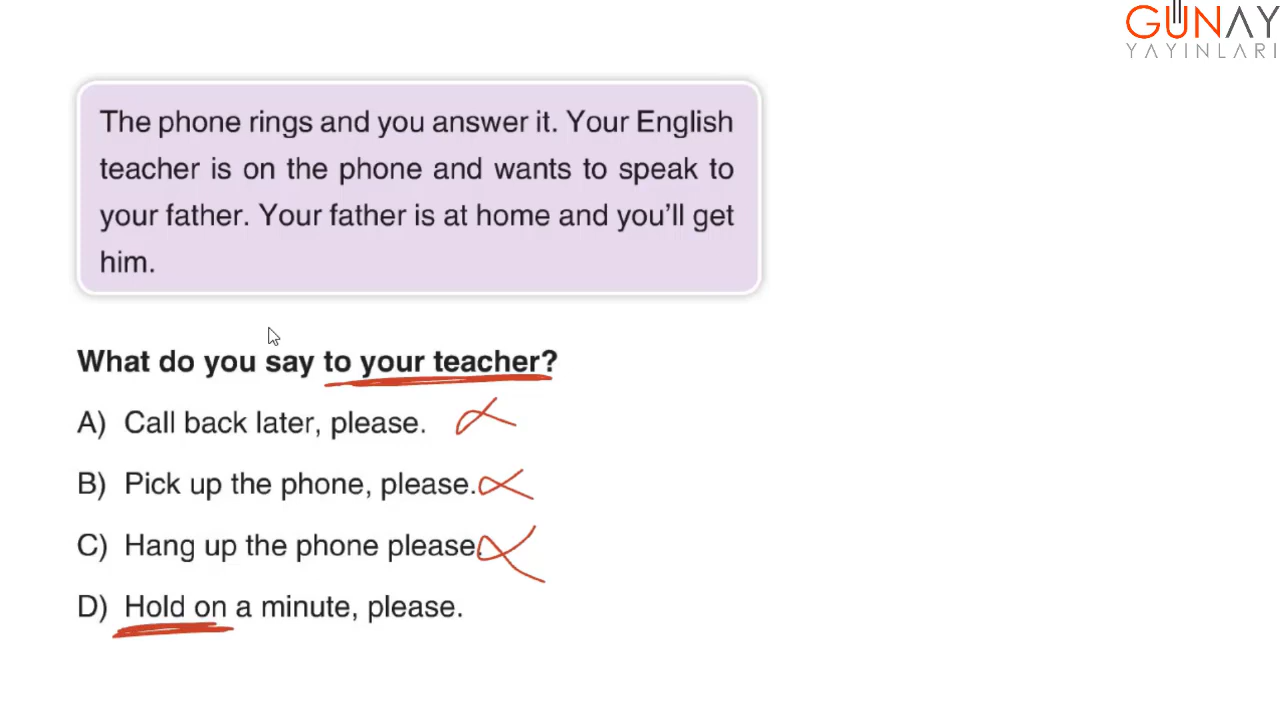 GÜNAY
YAYINLARI
The phone rings and you answer it. Your English
teacher is on the phone and wants to speak to
your father. Your father is at home and you'll get
him.
What do you say to your teacher?
A) Call back later, please.
B) Pick up the phone, please.
C) Hang up the phone please.
D) Hold on a minute, please.